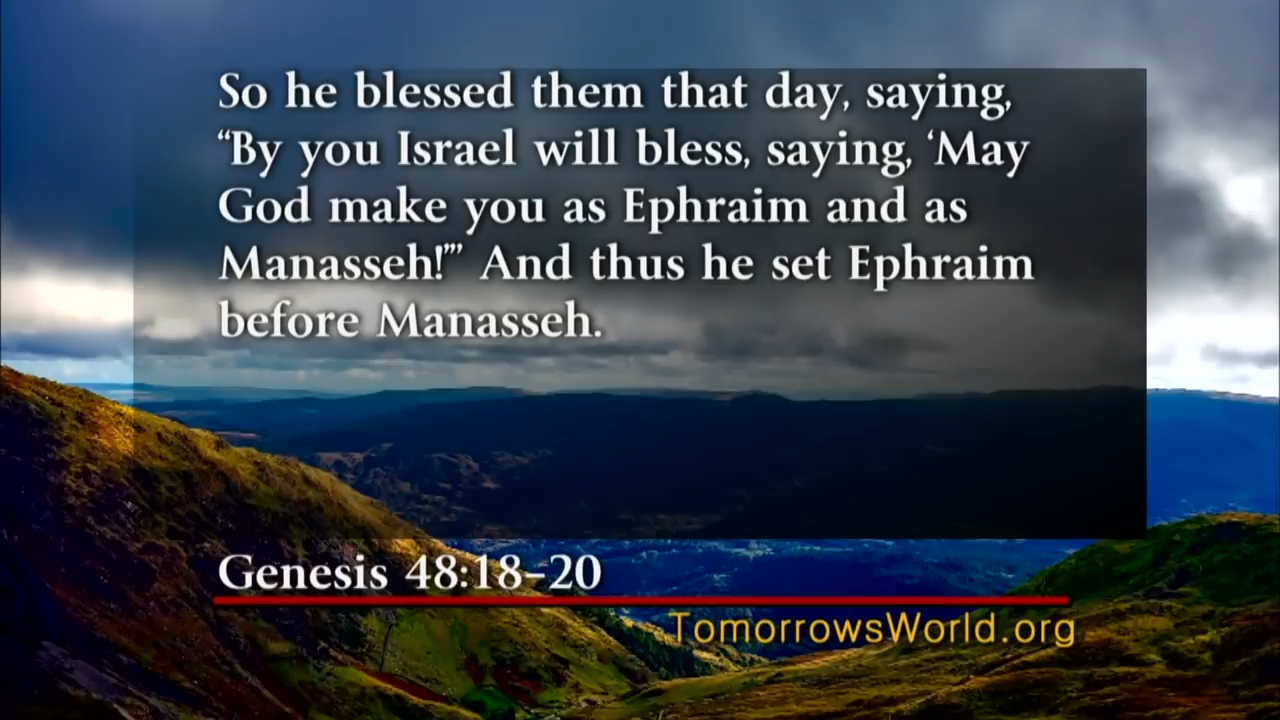 So he blessed them that day, saying,
“By you Israel will bless, saying, ‘May
God make you as Ephraim and as
Manasseh!’” And thus he set Ephraim
before Manasseh.
Genesis 48:18–20
TomorrowsWorld.org